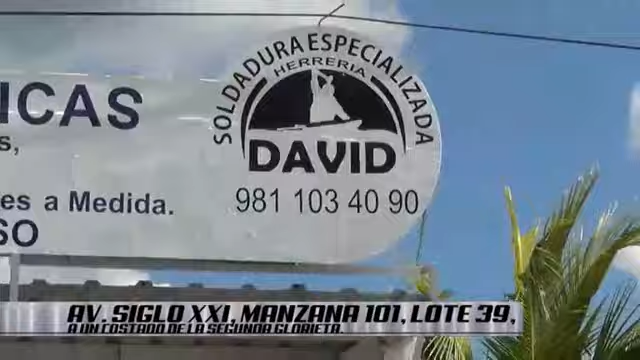 SOLDADURA ESPECIALIZADA
HERRERIA
DAVID
981 103 40 90
ICAS
s,
es a Medida.
SO
AV. SIGLO XXI, MANZANA 101, LOTE 39,
A UN COSTADO DE LA SEGUNDA GLORIETA.